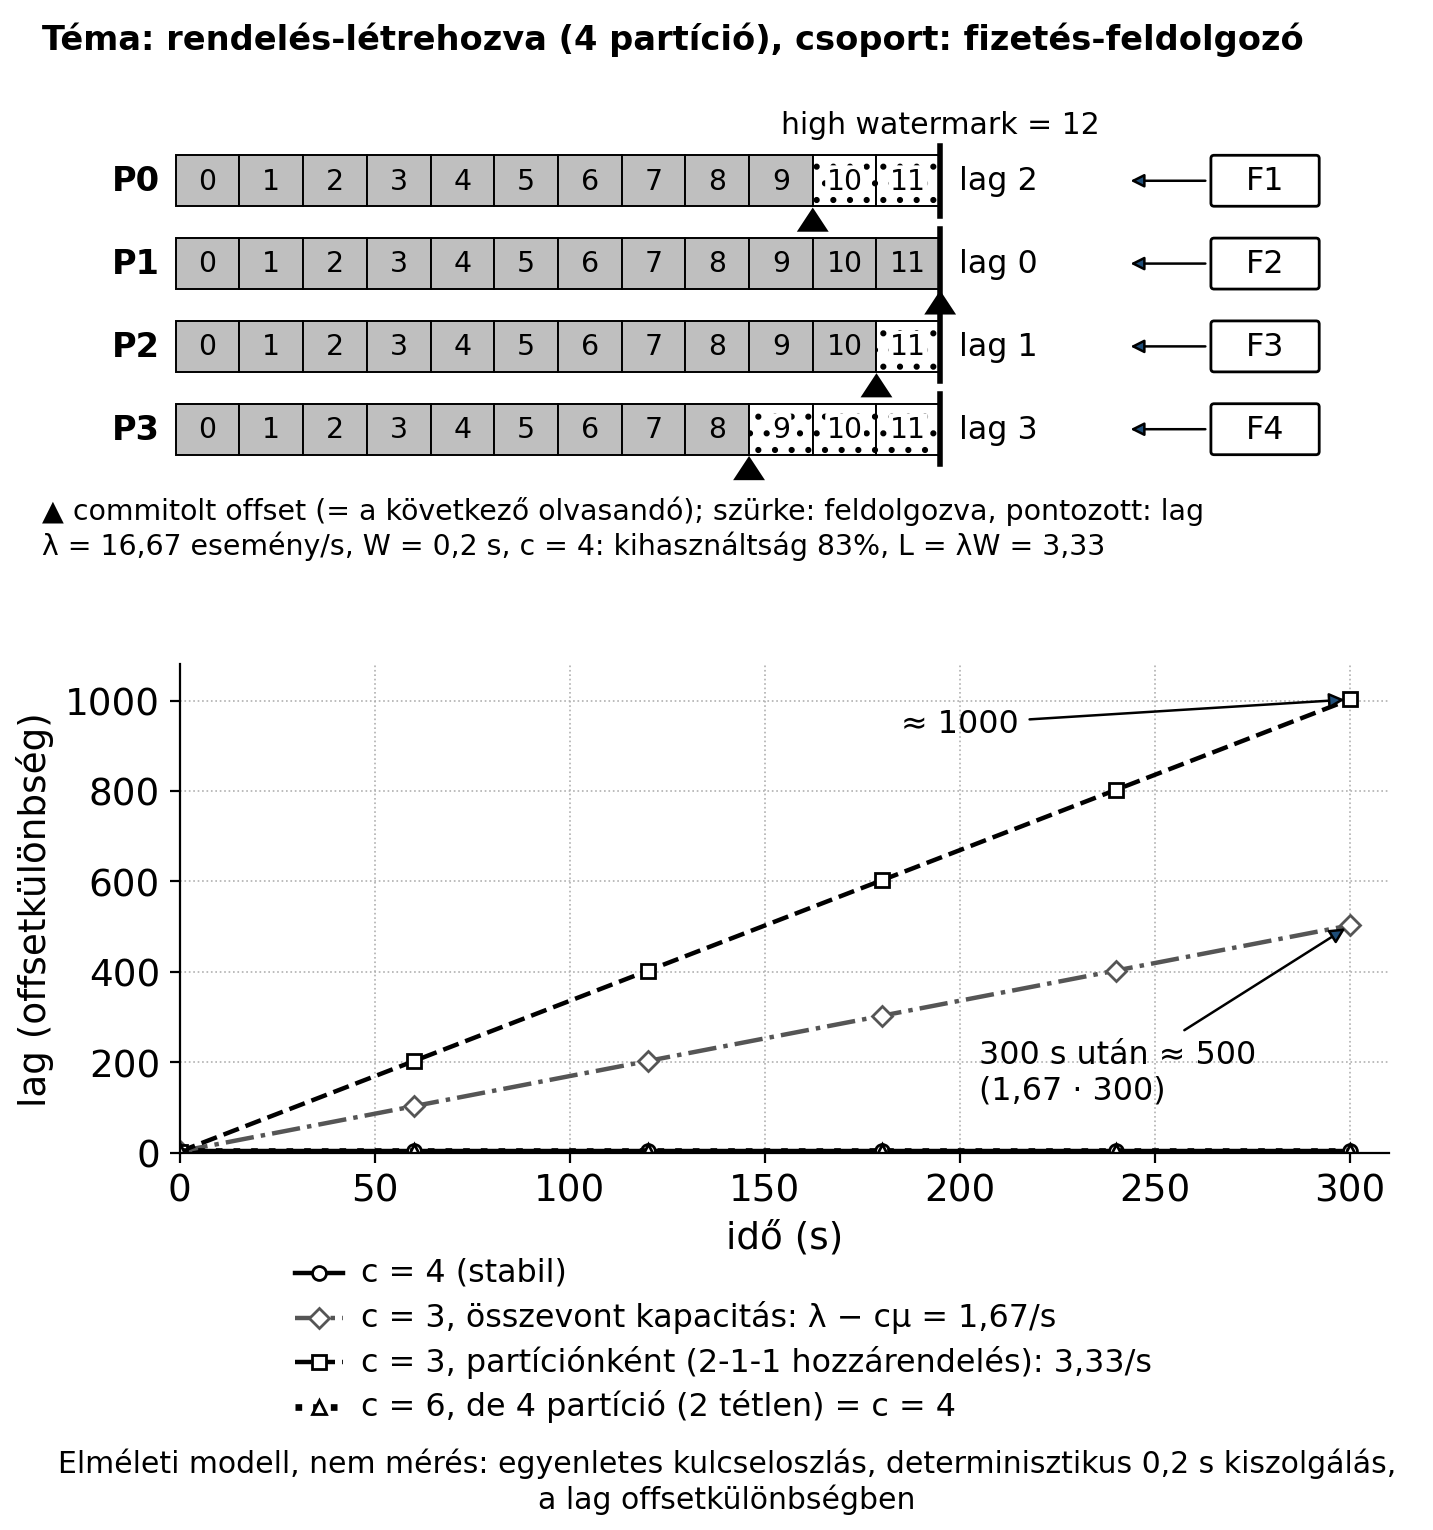 Téma: rendelés-létrehozva (4 partíció), csoport: fizetés-feldolgozó
high watermark = 12
P0 0 1 2 3 4 5 6 7 8 9 10 11 lag 2 F1
P1 0 1 2 3 4 5 6 7 8 9 10 11 lag 0 F2
P2 0 1 2 3 4 5 6 7 8 9 10 11 lag 1 F3
P3 0 1 2 3 4 5 6 7 8 9 10 11 lag 3 F4
▲ commitolt offset (= a következő olvasandó); szürke: feldolgozva, pontozott: lag
λ = 16,67 esemény/s, W = 0,2 s, c = 4: kihasználtság 83%, L = λW = 3,33
lag (offsetkülönbség)
1000
800
600
400
200
0
≈ 1000
300 s után ≈ 500
(1,67 · 300)
0 50 100 150 200 250 300
idő (s)
c = 4 (stabil)
c = 3, összevont kapacitás: λ − cμ = 1,67/s
c = 3, partíciónként (2-1-1 hozzárendelés): 3,33/s
c = 6, de 4 partíció (2 tétlen) = c = 4
Elméleti modell, nem mérés: egyenletes kulcseloszlás, determinisztikus 0,2 s kiszolgálás,
a lag offsetkülönbségben